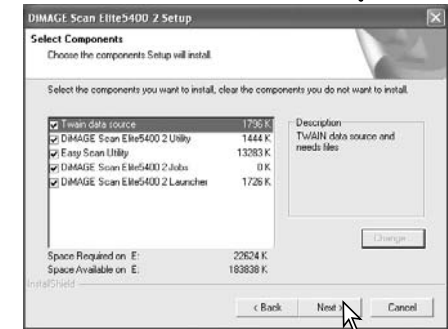 DiMAGE Scan Elite5400 2 Setup
Select Components
Choose the components Setup will install.
Select the components you want to install, clear the components you do not want to install.
Twain data source 1796 K
DiMAGE Scan Elite5400 2 Utility 1444 K
Easy Scan Utility 13283 K
DiMAGE Scan Elite5400 2 Jobs 0 K
DiMAGE Scan Elite5400 2 Launcher 1726 K
Description
TWAIN data source and
needs files
Change...
Space Required on E: 22624 K
Space Available on E: 183838 K
InstallShield
< Back Next > Cancel